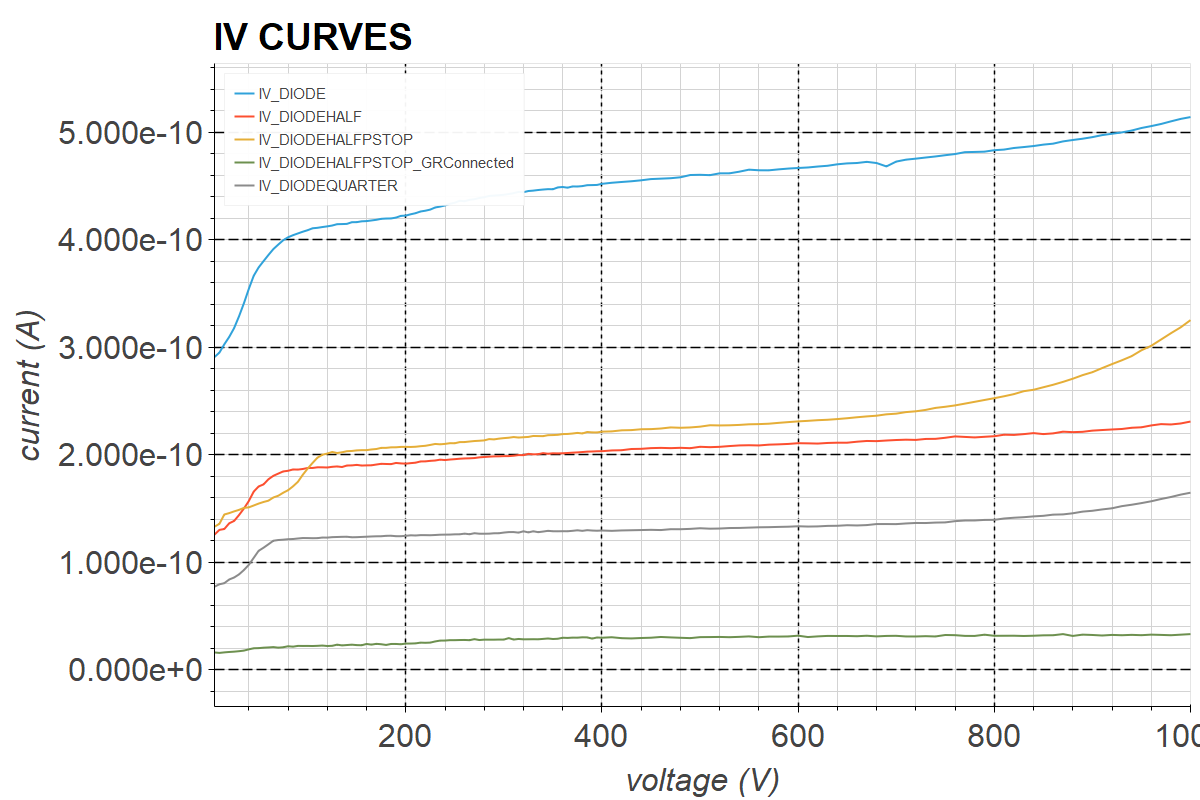 IV CURVES
IV_DIODE
IV_DIODEHALF
IV_DIODEHALFPSTOP
IV_DIODEHALFPSTOP_GRConnected
IV_DIODEQUARTER
5.000e-10
4.000e-10
3.000e-10
2.000e-10
1.000e-10
0.000e+0
current (A)
200
400
600
800
100
voltage (V)